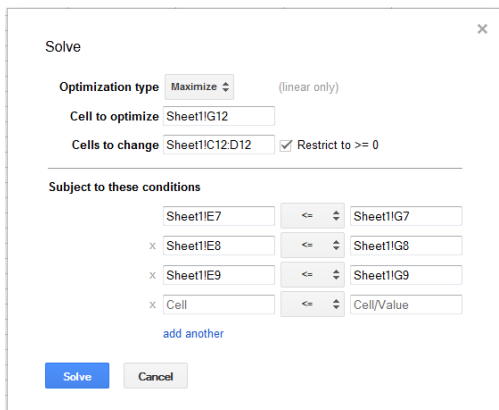 ×
Solve
Optimization type Maximize (linear only)
Cell to optimize Sheet1!G12
Cells to change Sheet1!C12:D12 Restrict to >= 0
Subject to these conditions
Sheet1!E7 <= Sheet1!G7
x Sheet1!E8 <= Sheet1!G8
x Sheet1!E9 <= Sheet1!G9
x Cell <= Cell/Value
add another
Solve Cancel